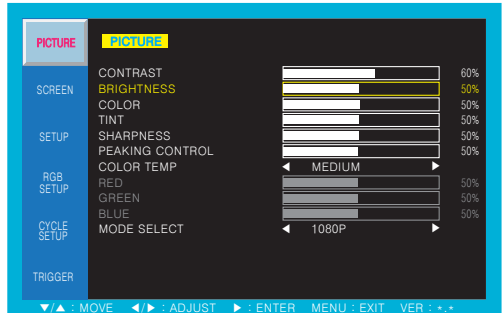 PICTURE
SCREEN
SETUP
RGB
SETUP
CYCLE
SETUP
TRIGGER
PICTURE
CONTRAST 60%
BRIGHTNESS 50%
COLOR 50%
TINT 50%
SHARPNESS 50%
PEAKING CONTROL 50%
COLOR TEMP ◀ MEDIUM ▶
RED 50%
GREEN 50%
BLUE 50%
MODE SELECT ◀ 1080P ▶
▼/▲ : MOVE ◀/▶ : ADJUST ▶ : ENTER MENU : EXIT VER : *.*